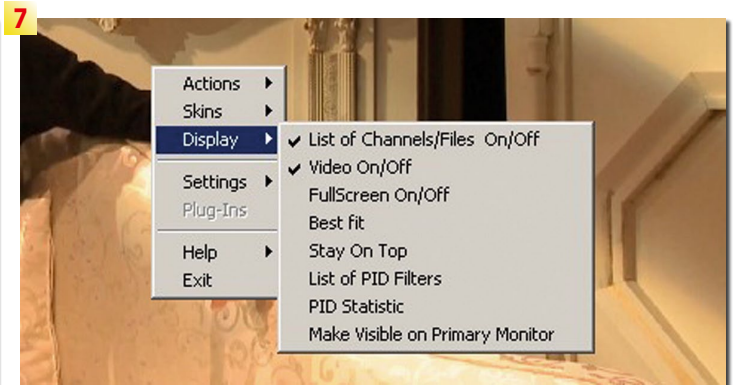 7
Actions
Skins
Display
Settings
Plug-Ins
Help
Exit
List of Channels/Files On/Off
Video On/Off
FullScreen On/Off
Best fit
Stay On Top
List of PID Filters
PID Statistic
Make Visible on Primary Monitor